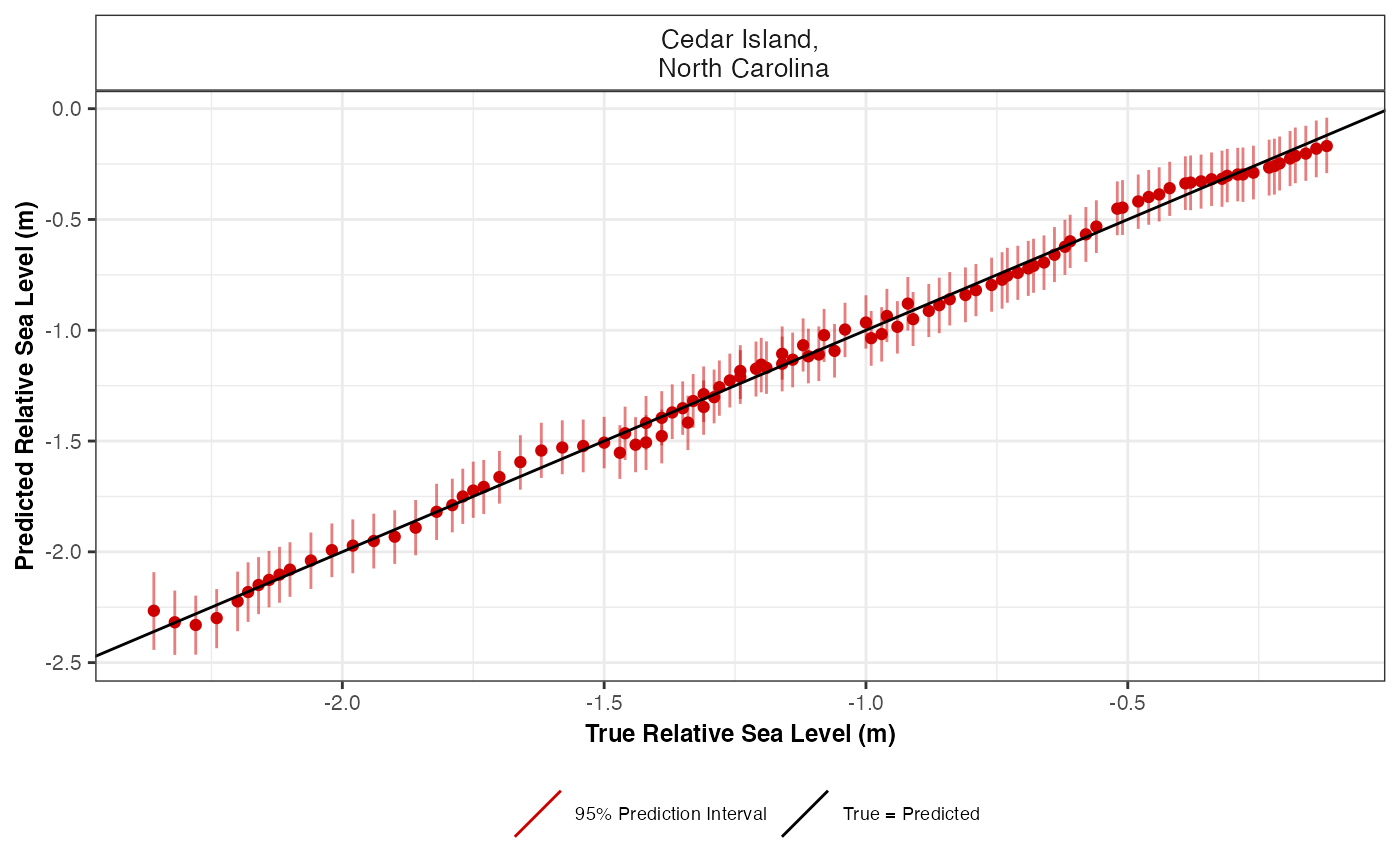 Cedar Island,
North Carolina
Predicted Relative Sea Level (m)
0.0
-0.5
-1.0
-1.5
-2.0
-2.5
-2.0
-1.5
-1.0
-0.5
True Relative Sea Level (m)
95% Prediction Interval
True = Predicted